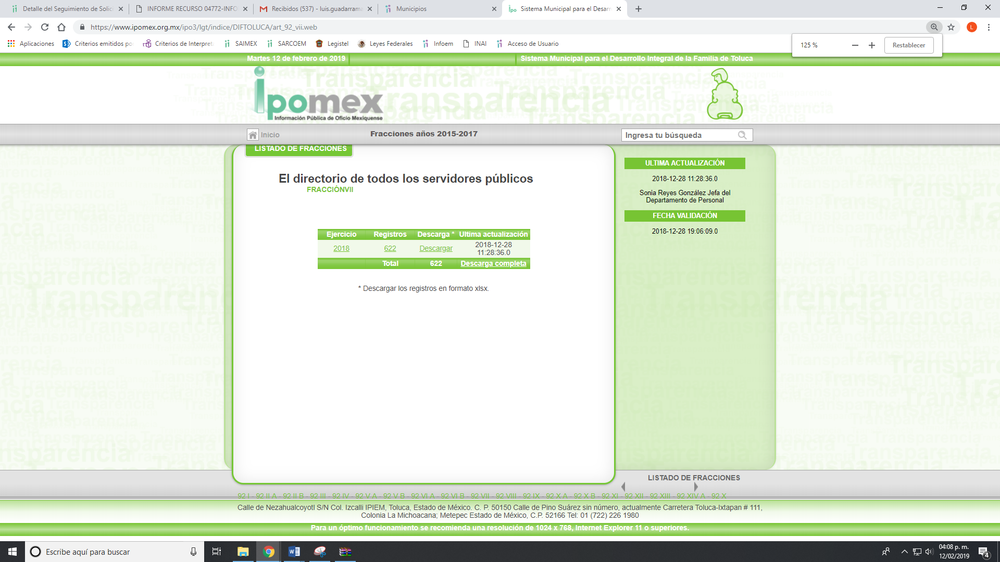 Detalle del Seguimiento de Solici
INFORME RECURSO 04772-INFO
Recibidos (537) - luis.guadarrama
Municipios
Sistema Municipal para el Desarr
https://www.ipomex.org.mx/ipo3/lgt/indice/DIFTOLUCA/art_92_vii.web
L
Aplicaciones
Criterios emitidos po
Criterios de Interpreta
SAIMEX
SARCOEM
Legistel
Leyes Federales
Infoem
INAI
Acceso de Usuario
125 %
Restablecer
Martes 12 de febrero de 2019
Sistema Municipal para el Desarrollo Integral de la Familia de Toluca
ipomex
Información Pública de Oficio Mexiquense
Inicio
Fracciones años 2015-2017
Ingresa tu búsqueda
LISTADO DE FRACCIONES
El directorio de todos los servidores públicos
FRACCIÓNVII
Ejercicio Registros Descarga * Ultima actualización
2018 622 Descargar 2018-12-28 11:28:36.0
Total 622 Descarga completa
* Descargar los registros en formato xlsx.
ULTIMA ACTUALIZACIÓN
2018-12-28 11:28:36.0
Sonia Reyes González Jefa del
Departamento de Personal
FECHA VALIDACIÓN
2018-12-28 19:06:09.0
LISTADO DE FRACCIONES
92 I - 92 II A - 92 II B - 92 III - 92 IV - 92 V A - 92 V B - 92 VI A - 92 VI B - 92 VII - 92 VIII - 92 IX - 92 X A - 92 X B - 92 XI - 92 XII - 92 XIII - 92 XIV A - 92 X
Calle de Nezahualcoyotl S/N Col. Izcalli IPIEM, Toluca, Estado de México. C. P. 50150 Calle de Pino Suárez sin número, actualmente Carretera Toluca-Ixtapan # 111,
Colonia La Michoacana; Metepec Estado de México, C.P. 52166 Tel: 01 (722) 226 1980
Para un óptimo funcionamiento se recomienda una resolución de 1024 x 768, Internet Explorer 11 o superiores.
Escribe aquí para buscar
04:08 p. m.
12/02/2019
4